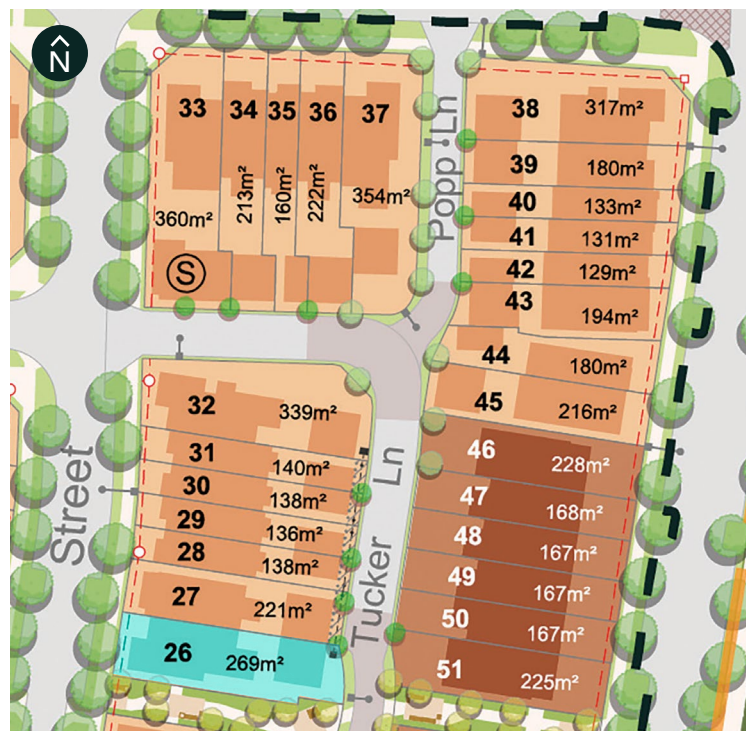 N
33
34
35
36
37
360m²
213m²
160m²
222m²
354m²
S
Popp Ln
38
317m²
39
180m²
40
133m²
41
131m²
42
129m²
43
194m²
44
180m²
45
216m²
46
228m²
47
168m²
48
167m²
49
167m²
50
167m²
51
225m²
32
339m²
31
140m²
30
138m²
29
136m²
28
138m²
27
221m²
26
269m²
Street
Tucker Ln